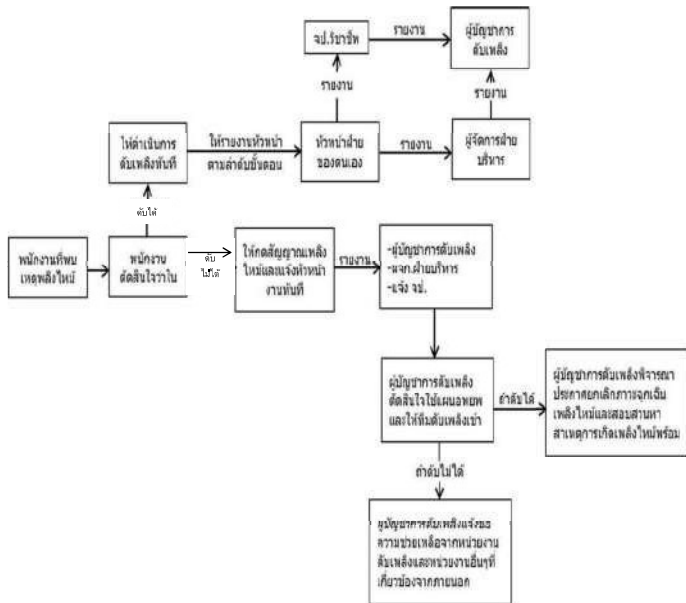 จป.วิชาชีพ
รายงาน
ผู้บัญชาการ
ดับเพลิง
รายงาน
รายงาน
ให้ดำเนินการ
ดับเพลิงทันที
ให้รายงานหัวหน้า
ตามลำดับขั้นตอน
หัวหน้าฝ่าย
ของตนเอง
รายงาน
ผู้จัดการฝ่าย
บริหาร
ดับได้
พนักงานที่พบ
เหตุพลิงไหม้
พนักงาน
ตัดสินใจว่าใน
ดับ
ไม่ได้
ให้กดสัญญาณเพลิง
ไหม้และแจ้งหัวหน้า
งานทันที
รายงาน
-ผู้บัญชาการดับเพลิง
-ผจก.ฝ่ายบริหาร
-แจ้ง จป.
ผู้บัญชาการดับเพลิง
ตัดสินใจใช้แผนอพยพ
และให้ทีมดับเพลิงเข้า
ถ้าดับได้
ผู้บัญชาการดับเพลิงพิจารณา
ประกาศยกเลิกภาวะฉุกเฉิน
เพลิงไหม้และสอบสวนหา
สาเหตุการเกิดเพลิงไหม้พร้อม
ถ้าดับไม่ได้
ผู้บัญชาการดับเพลิงแจ้งขอ
ความช่วยเหลือจากหน่วยงาน
ดับเพลิงและหน่วยงานอื่นๆที่
เกี่ยวข้องจากภายนอก